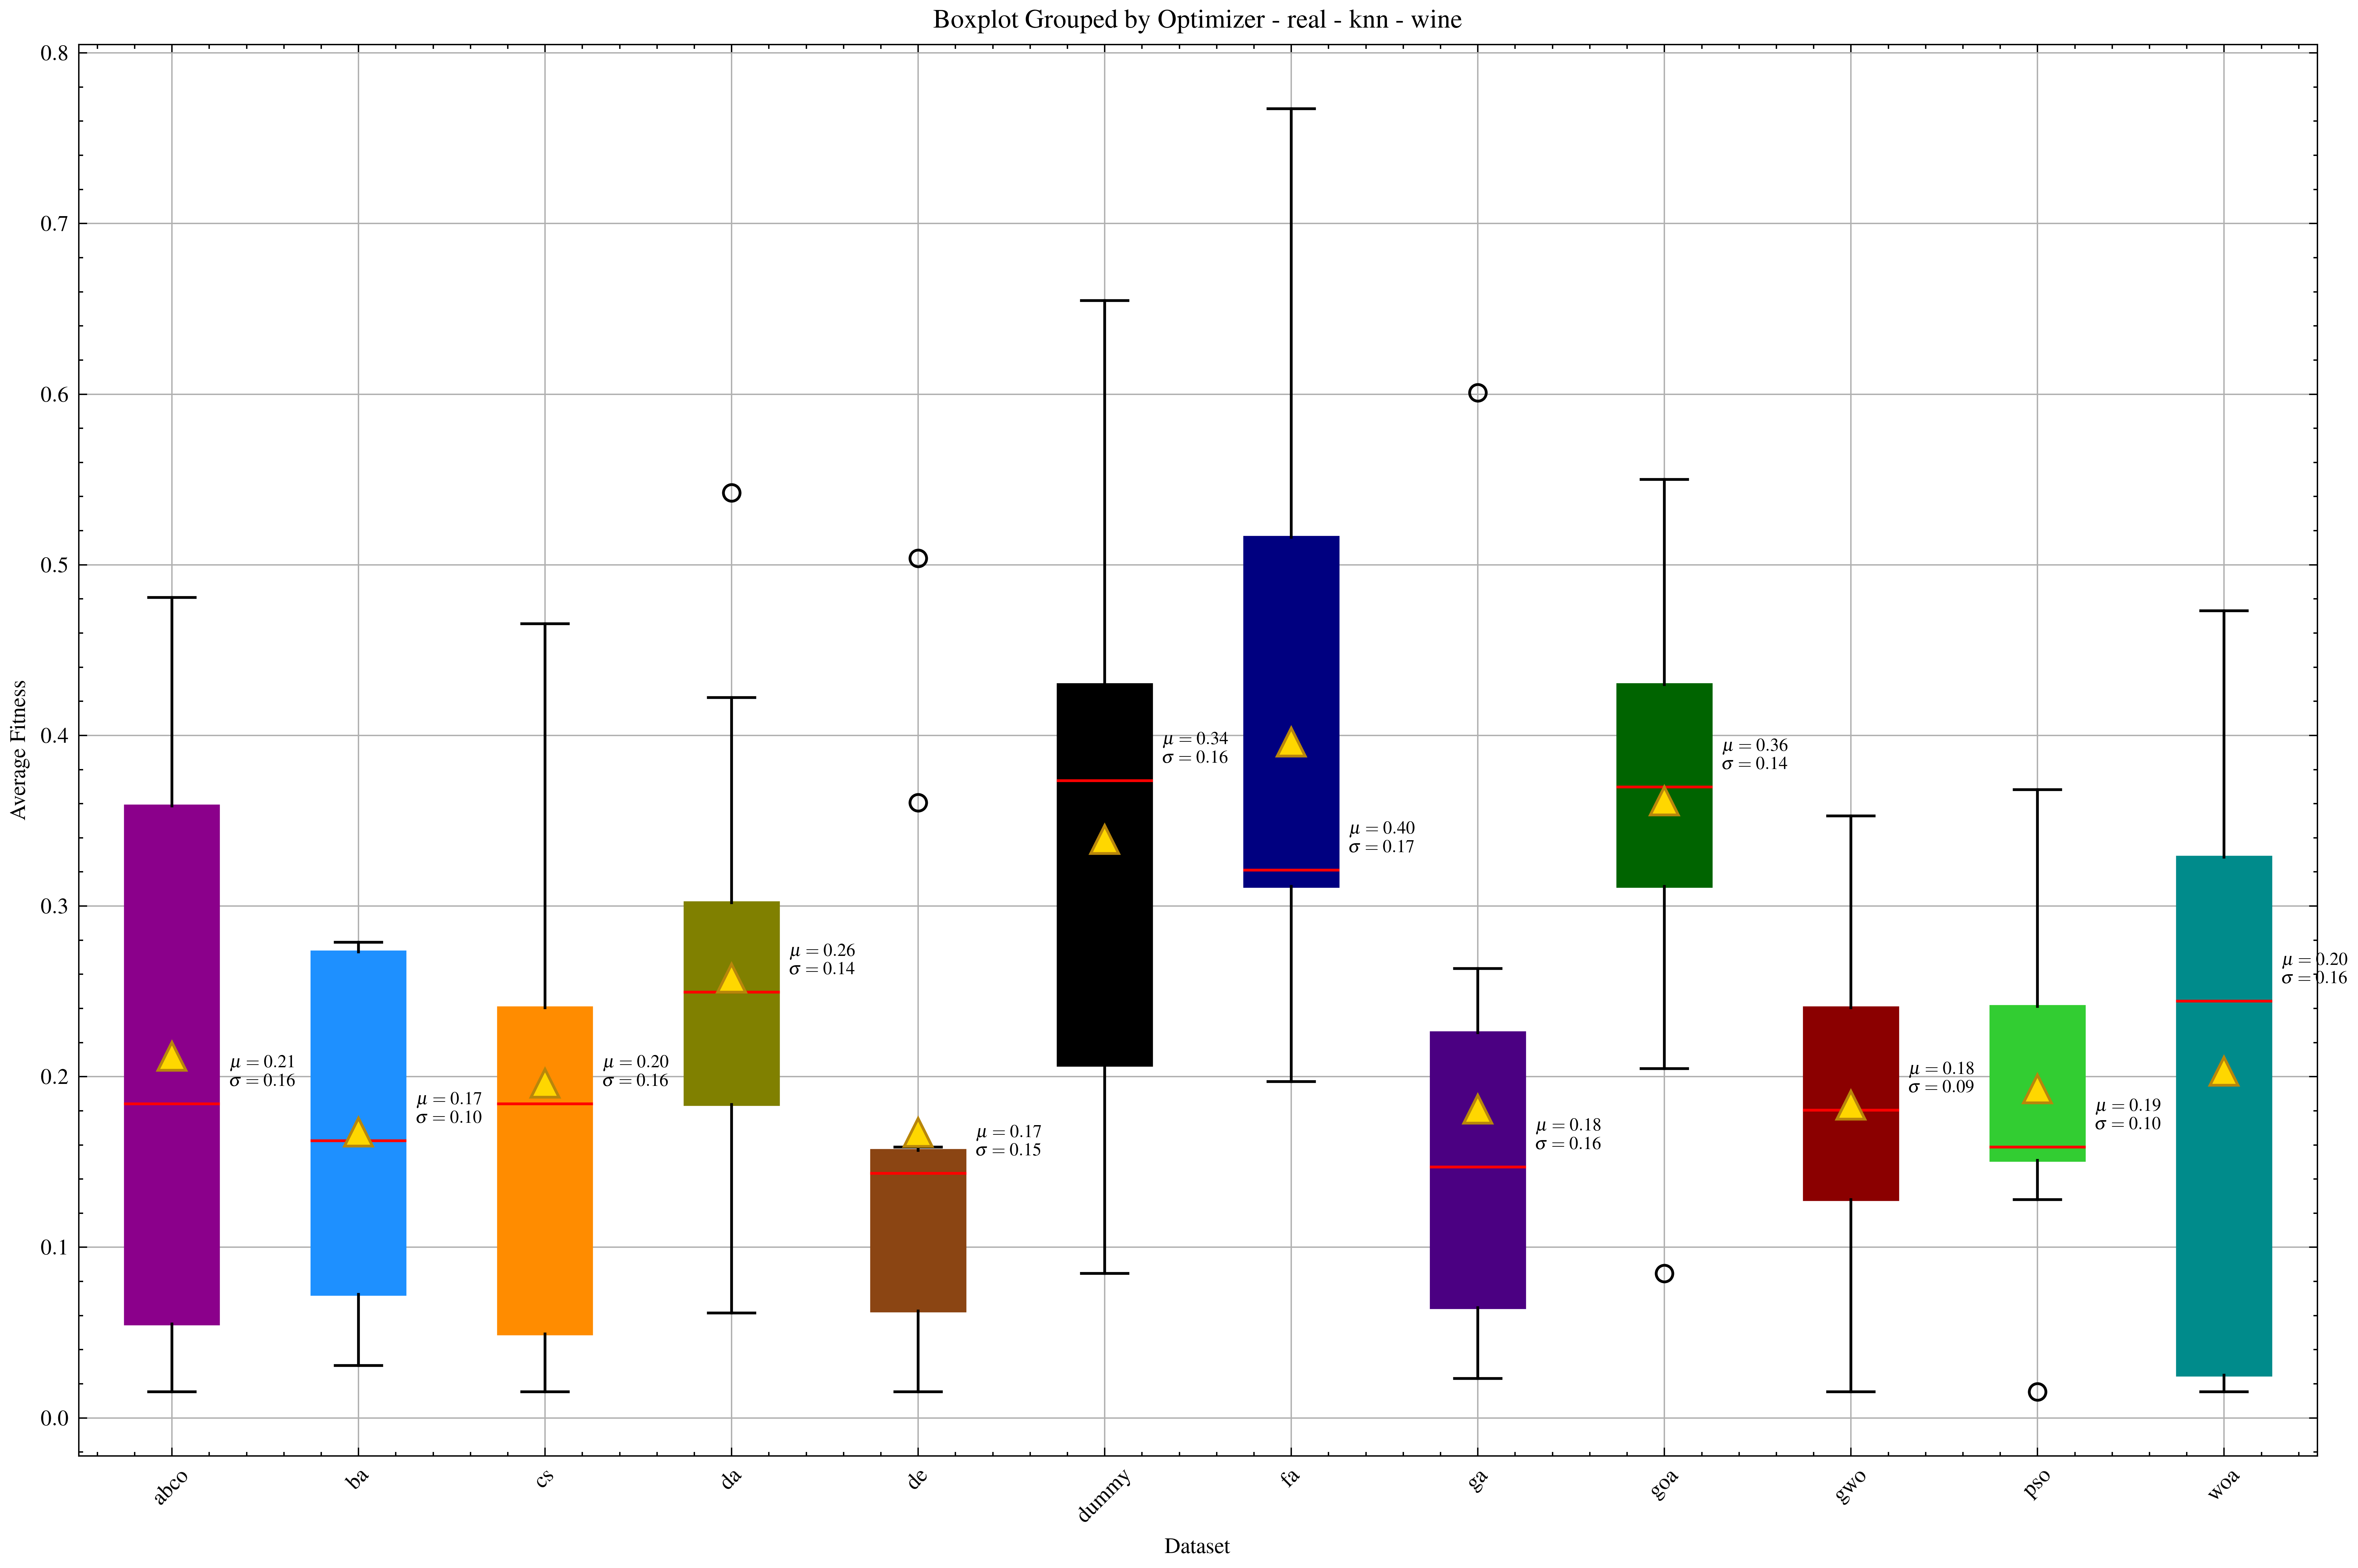 Boxplot Grouped by Optimizer - real - knn - wine
Average Fitness
0.8
0.7
0.6
0.5
0.4
0.3
0.2
0.1
0.0
μ = 0.21
σ = 0.16
μ = 0.17
σ = 0.10
μ = 0.20
σ = 0.16
μ = 0.26
σ = 0.14
μ = 0.17
σ = 0.15
μ = 0.34
σ = 0.16
μ = 0.40
σ = 0.17
μ = 0.18
σ = 0.16
μ = 0.36
σ = 0.14
μ = 0.18
σ = 0.09
μ = 0.19
σ = 0.10
μ = 0.20
σ = 0.16
abco
ba
cs
da
de
dummy
fa
ga
goa
gwo
pso
woa
Dataset